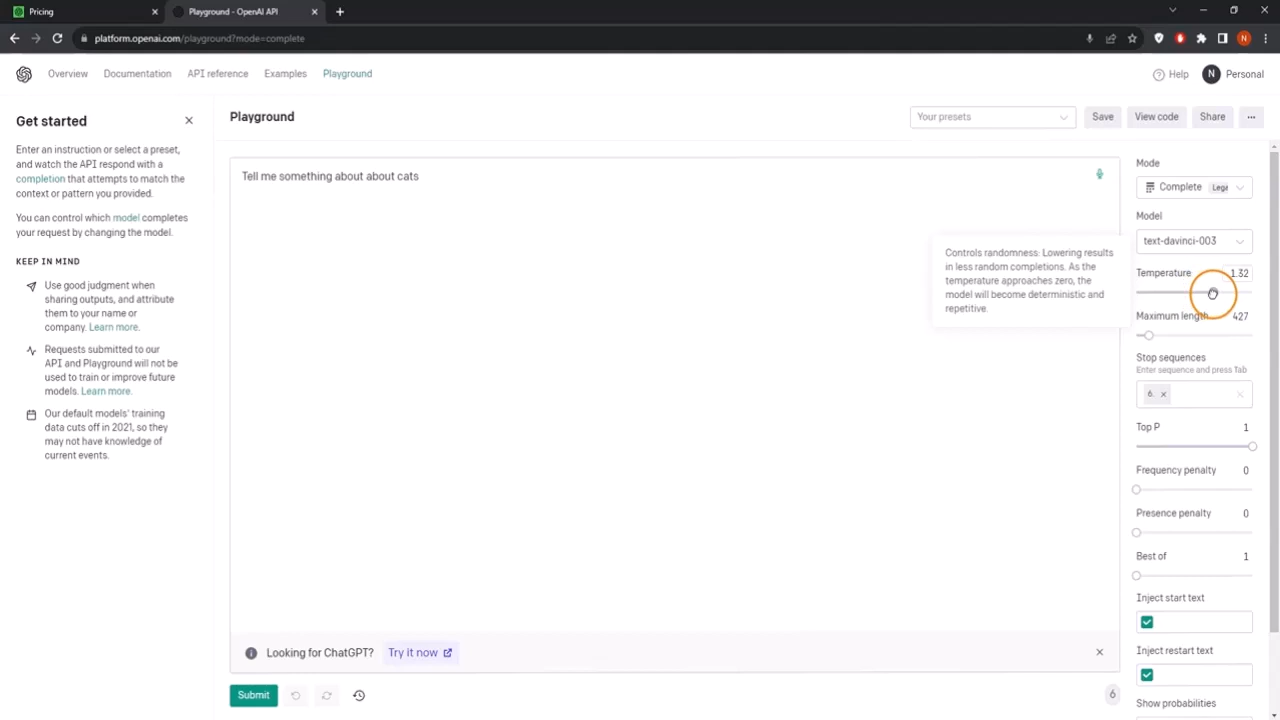 Pricing
Playground - OpenAI API
platform.openai.com/playground?mode=complete
N
Overview
Documentation
API reference
Examples
Playground
Help
N
Personal
Get started
Enter an instruction or select a preset,
and watch the API respond with a
completion that attempts to match the
context or pattern you provided.
You can control which model completes
your request by changing the model.
KEEP IN MIND
Use good judgment when
sharing outputs, and attribute
them to your name or
company. Learn more.
Requests submitted to our
API and Playground will not be
used to train or improve future
models. Learn more.
Our default models' training
data cuts off in 2021, so they
may not have knowledge of
current events.
Playground
Your presets
Save
View code
Share
Tell me something about about cats
Controls randomness: Lowering results
in less random completions. As the
temperature approaches zero, the
model will become deterministic and
repetitive.
Looking for ChatGPT? Try it now
Submit
6
Mode
Complete Lega
Model
text-davinci-003
Temperature 1.32
Maximum length 427
Stop sequences
Enter sequence and press Tab
6.
Top P 1
Frequency penalty 0
Presence penalty 0
Best of 1
Inject start text
Inject restart text
Show probabilities